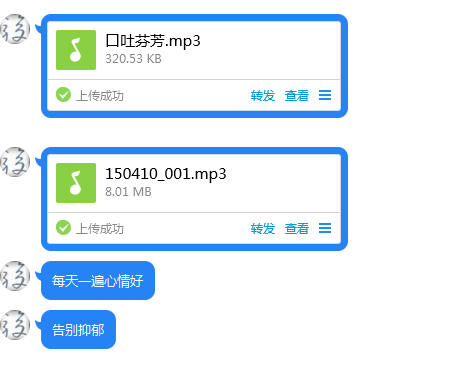 口吐芬芳.mp3
320.53 KB
上传成功
转发 查看
150410_001.mp3
8.01 MB
上传成功
转发 查看
每天一遍心情好
告别抑郁